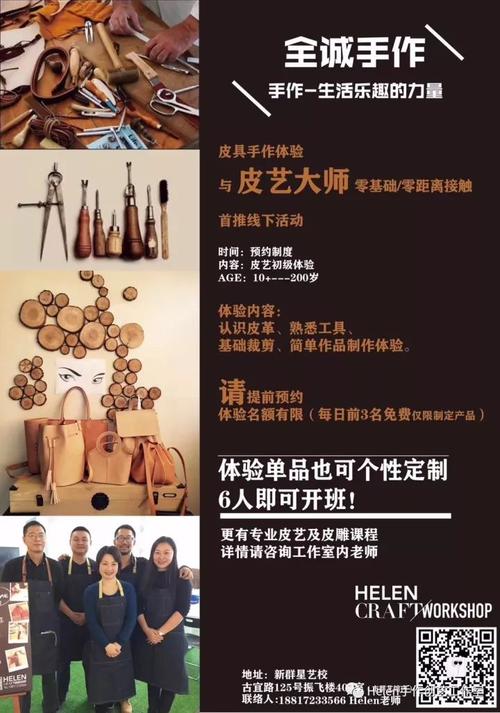 全诚手作
手作-生活乐趣的力量
皮具手作体验
与 皮艺大师 零基础/零距离接触
首推线下活动
时间：预约制度
内容：皮艺初级体验
AGE: 10+---200岁
体验内容：
认识皮革、熟悉工具、
基础裁剪、简单作品制作体验。
请提前预约
体验名额有限（每日前3名免费仅限制定产品）
体验单品也可个性定制
6人即可开班！
更有专业皮艺及皮雕课程
详情请咨询工作室内老师
HELEN
CRAFT WORKSHOP
HELEN
地址：新群星艺校
古宜路125号振飞楼40
联系人：18817233566 Helen老师